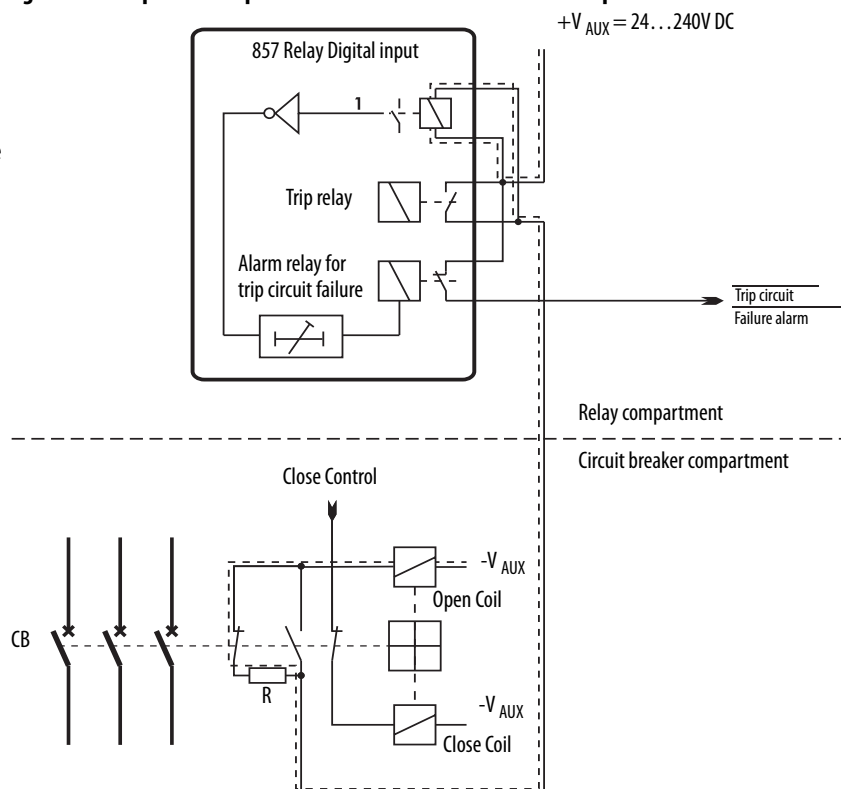 +V AUX = 24...240V DC
857 Relay Digital input
1
Trip relay
Alarm relay for
trip circuit failure
Trip circuit
Failure alarm
Relay compartment
Circuit breaker compartment
Close Control
-V AUX
Open Coil
CB
R
-V AUX
Close Coil